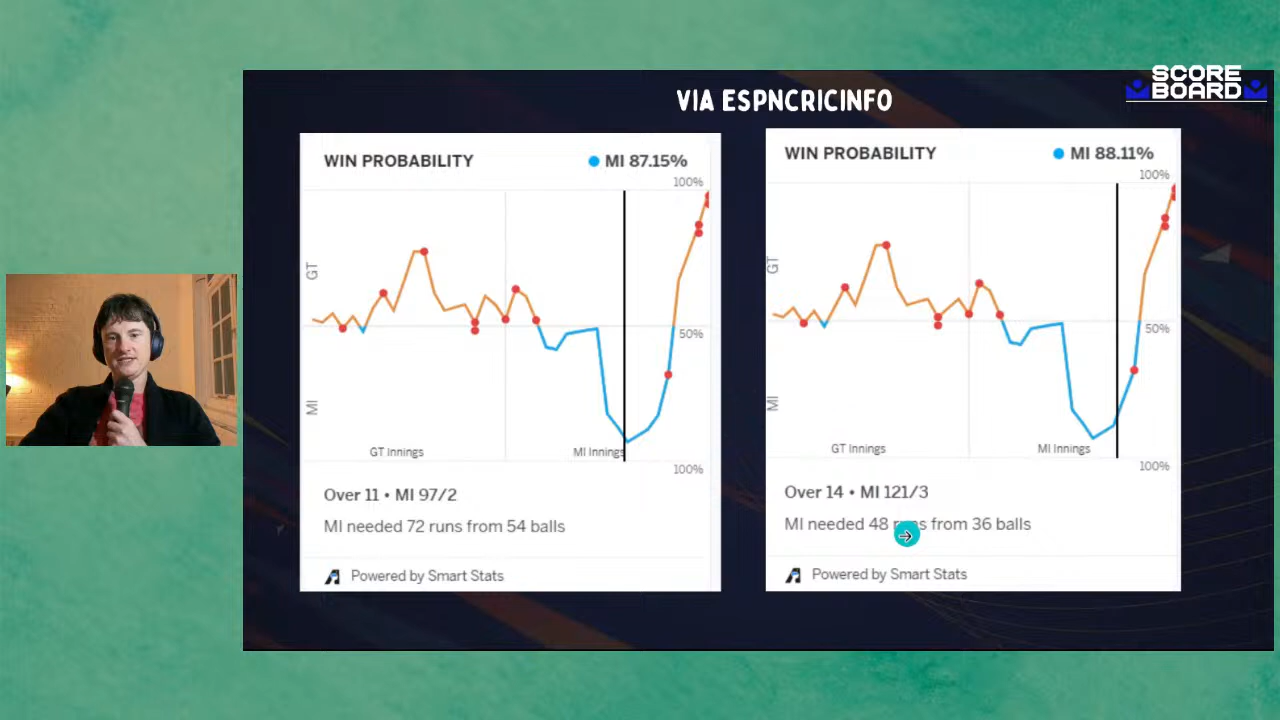 SCORE
BOARD
VIA ESPNCRICINFO
WIN PROBABILITY
MI 87.15%
100%
GT
50%
MI
GT Innings
MI Innings
100%
Over 11 • MI 97/2
MI needed 72 runs from 54 balls
Powered by Smart Stats
WIN PROBABILITY
MI 88.11%
100%
GT
50%
MI
GT Innings
MI Innings
100%
Over 14 • MI 121/3
MI needed 48 runs from 36 balls
Powered by Smart Stats